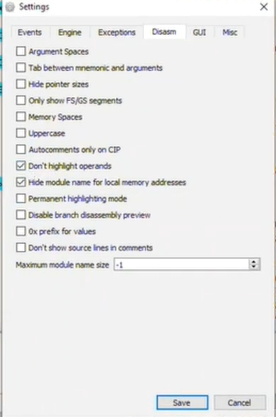 Settings
Events Engine Exceptions Disasm GUI Misc
Argument Spaces
Tab between mnemonic and arguments
Hide pointer sizes
Only show FS/GS segments
Memory Spaces
Uppercase
Autocomments only on CIP
Don't highlight operands
Hide module name for local memory addresses
Permanent highlighting mode
Disable branch disassembly preview
0x prefix for values
Don't show source lines in comments
Maximum module name size -1
Save Cancel